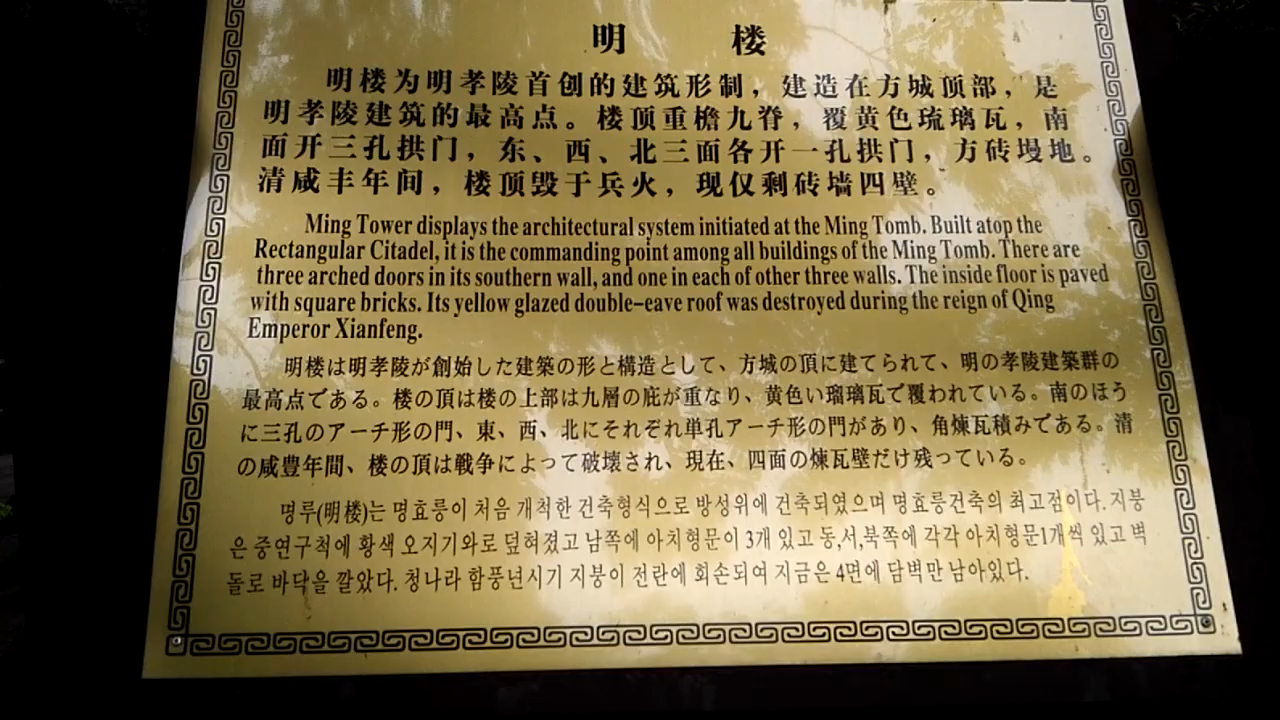 明 楼
明楼为明孝陵首创的建筑形制，建造在方城顶部，是
明孝陵建筑的最高点。楼顶重檐九脊，覆黄色琉璃瓦，南
面开三孔拱门，东、西、北三面各开一孔拱门，方砖墁地。
清咸丰年间，楼顶毁于兵火，现仅剩砖墙四壁。
Ming Tower displays the architectural system initiated at the Ming Tomb. Built atop the
Rectangular Citadel, it is the commanding point among all buildings of the Ming Tomb. There are
three arched doors in its southern wall, and one in each of other three walls. The inside floor is paved
with square bricks. Its yellow glazed double-eave roof was destroyed during the reign of Qing
Emperor Xianfeng.
明楼は明孝陵が創始した建築の形と構造として、方城の頂に建てられて、明の孝陵建築群の
最高点である。楼の頂は楼の上部は九層の庇が重なり、黄色い瑠璃瓦で覆われている。南のほう
に三孔のアーチ形の門、東、西、北にそれぞれ単孔アーチ形の門があり、角煉瓦積みである。清
の咸豊年間、楼の頂は戦争によって破壊され、現在、四面の煉瓦壁だけ残っている。
명루(明楼)는 명효릉이 처음 개척한 건축형식으로 방성위에 건축되였으며 명효릉건축의 최고점이다. 지붕
은 중연구척에 황색 오지기와로 덮혀졌고 남쪽에 아치형문이 3개 있고 동,서,북쪽에 각각 아치형문1개씩 있고 벽
돌로 바닥을 깔았다. 청나라 함풍년시기 지붕이 전란에 회손되여 지금은 4면에 담벽만 남아있다.